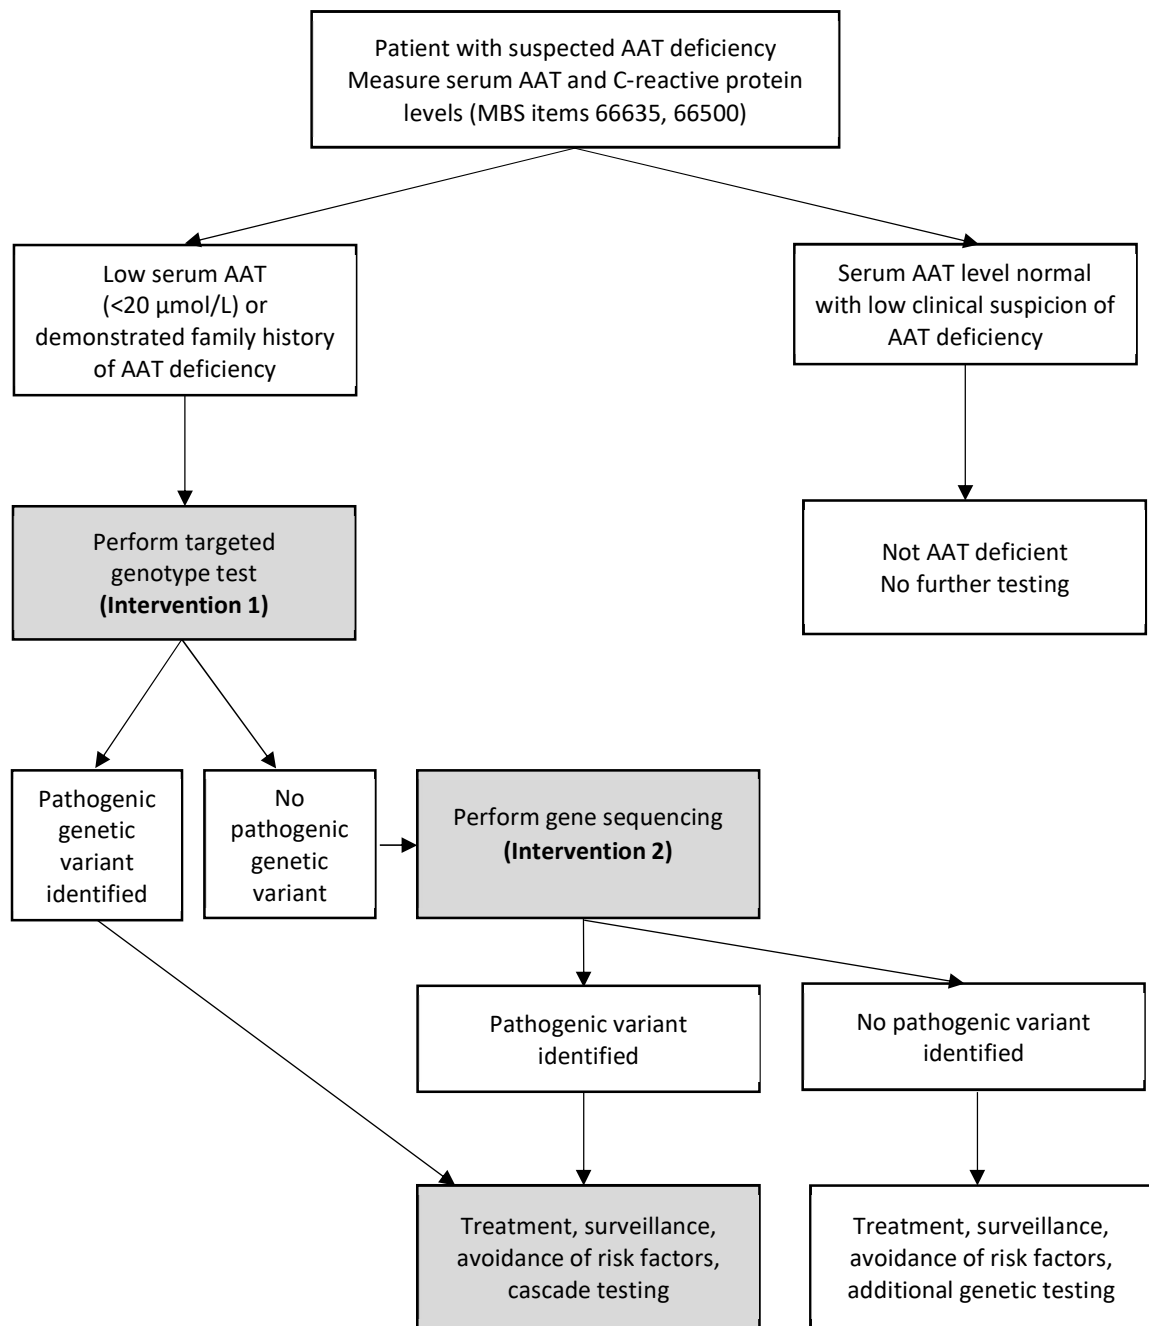 Patient with suspected AAT deficiency
Measure serum AAT and C-reactive protein
levels (MBS items 66635, 66500)
Low serum AAT
(<20 µmol/L) or
demonstrated family history
of AAT deficiency
Serum AAT level normal
with low clinical suspicion of
AAT deficiency
Perform targeted
genotype test
(Intervention 1)
Not AAT deficient
No further testing
Pathogenic
genetic
variant
identified
No
pathogenic
genetic
variant
Perform gene sequencing
(Intervention 2)
Pathogenic variant
identified
No pathogenic variant
identified
Treatment, surveillance,
avoidance of risk factors,
cascade testing
Treatment, surveillance,
avoidance of risk factors,
additional genetic testing